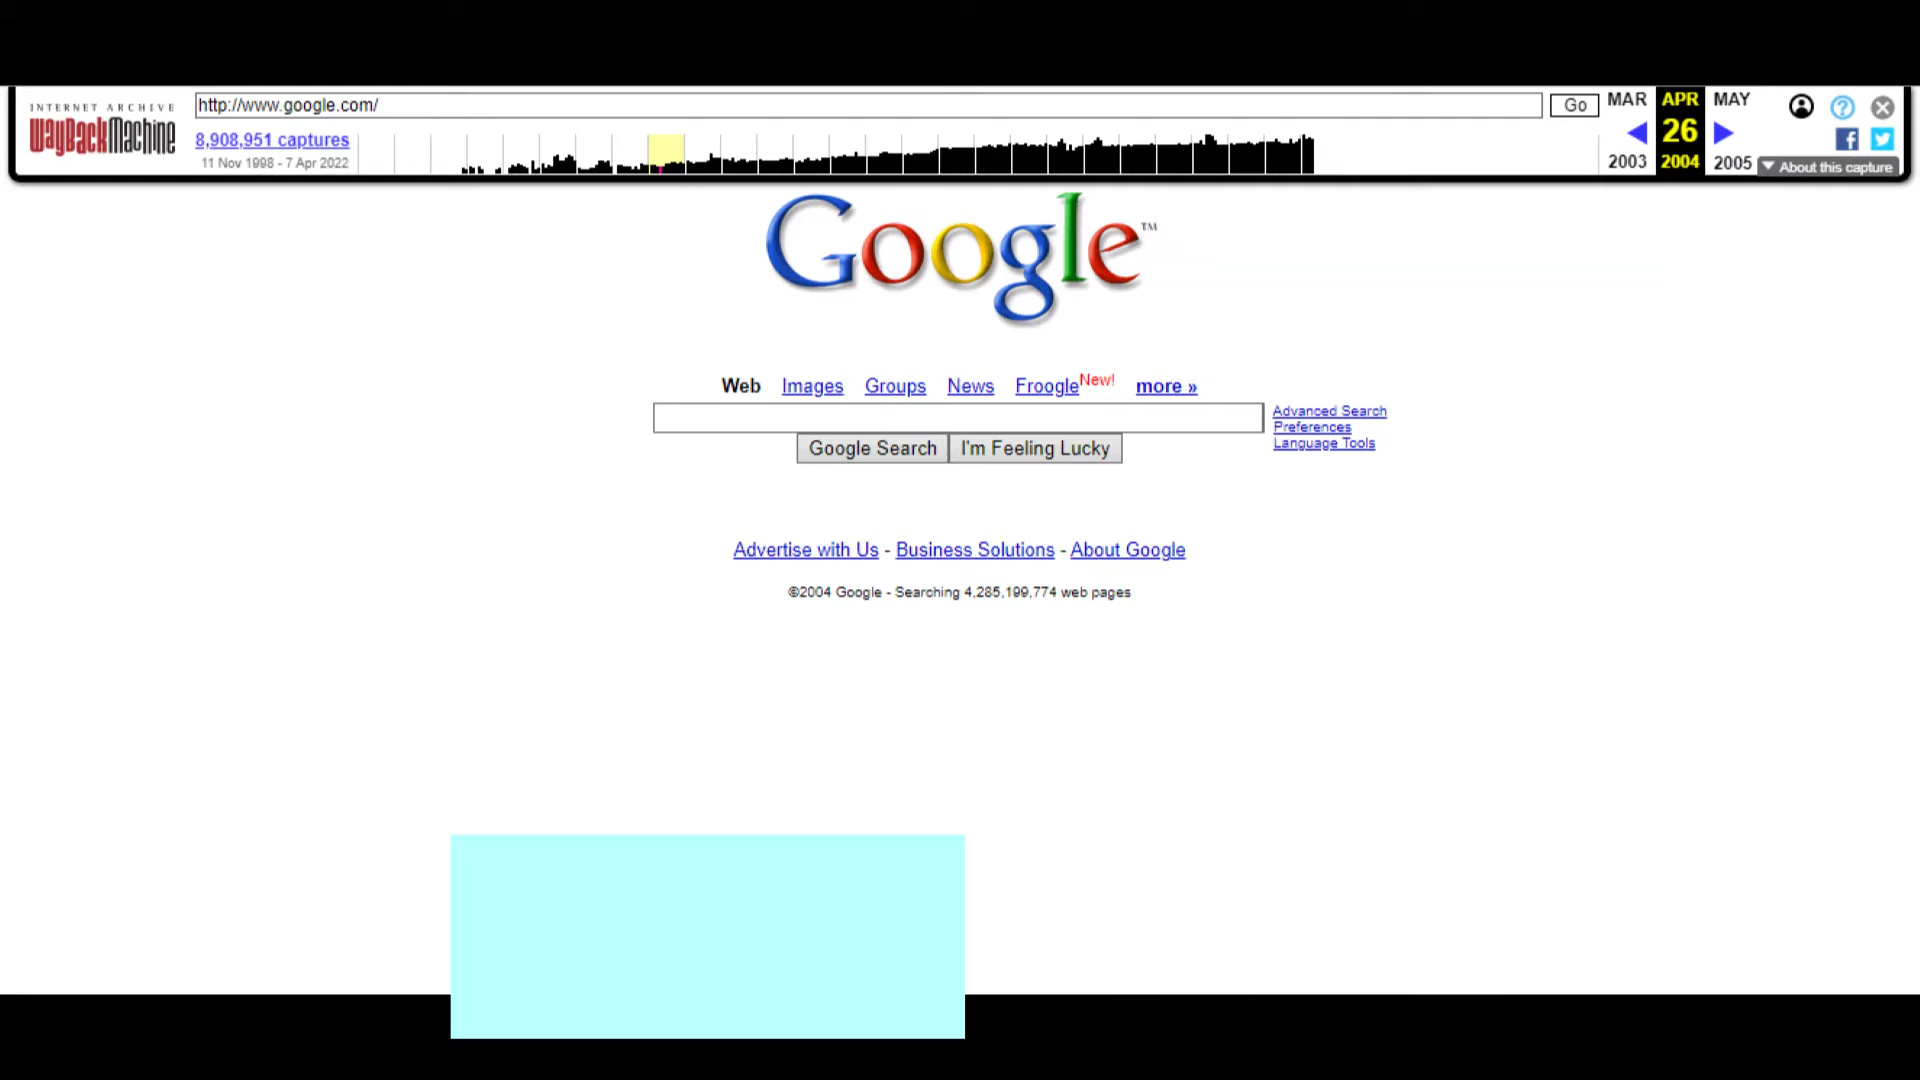 INTERNET ARCHIVE
WayBackMachine
http://www.google.com/
Go
8,908,951 captures
11 Nov 1998 - 7 Apr 2022
MAR APR MAY
26
2003 2004 2005
f
?
About this capture
Google™
Web Images Groups News Froogle New! more »
Advanced Search
Preferences
Language Tools
Google Search I'm Feeling Lucky
Advertise with Us - Business Solutions - About Google
©2004 Google - Searching 4,285,199,774 web pages